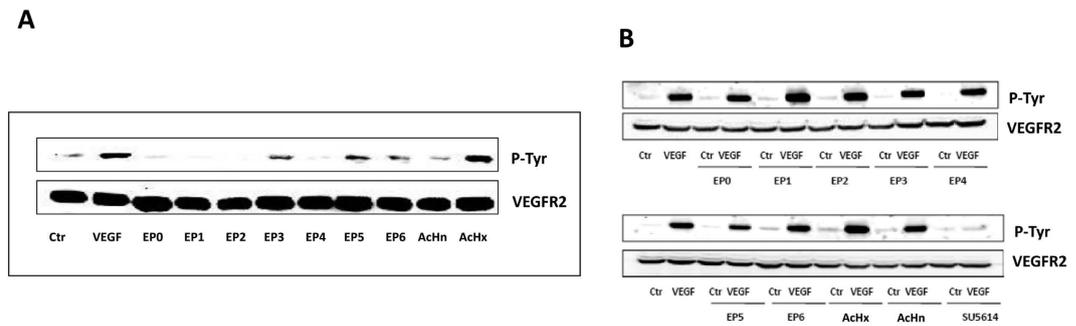 A
P-Tyr
VEGFR2
Ctr VEGF EP0 EP1 EP2 EP3 EP4 EP5 EP6 AcHn AcHx
B
P-Tyr
VEGFR2
Ctr VEGF Ctr VEGF Ctr VEGF Ctr VEGF Ctr VEGF Ctr VEGF
EP0 EP1 EP2 EP3 EP4
P-Tyr
VEGFR2
Ctr VEGF Ctr VEGF Ctr VEGF Ctr VEGF Ctr VEGF Ctr VEGF
EP5 EP6 AcHx AcHn SU5614